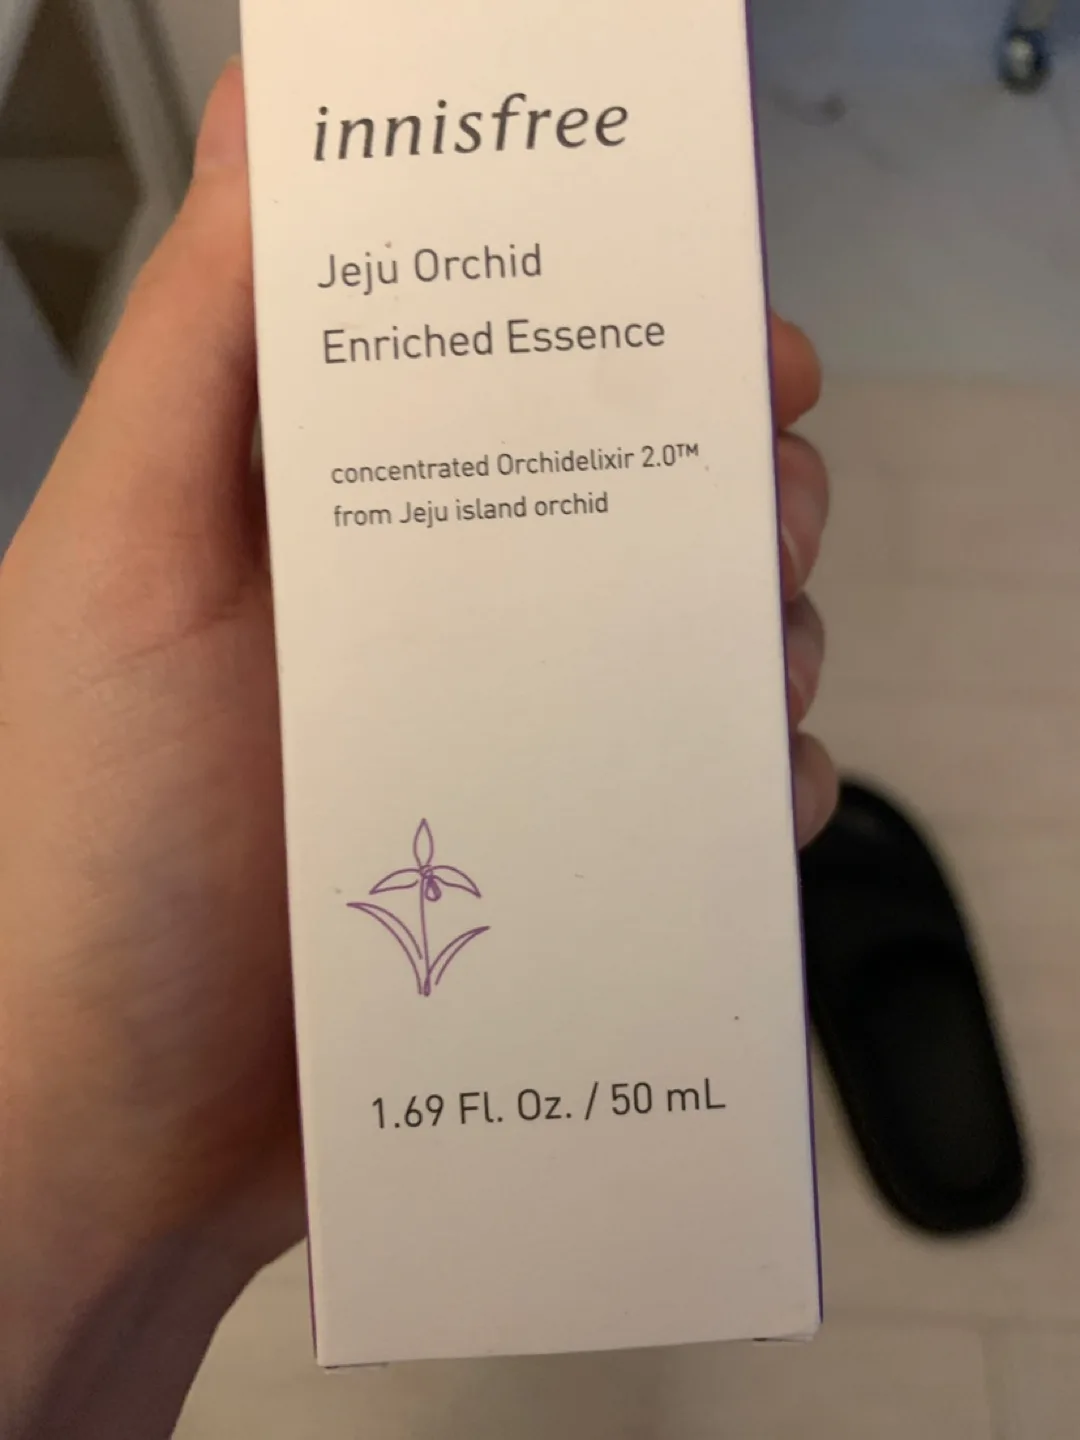 innisfree
Jeju Orchid
Enriched Essence
concentrated Orchidelixir 2.0™
from Jeju island orchid
1.69 Fl. Oz. / 50 mL